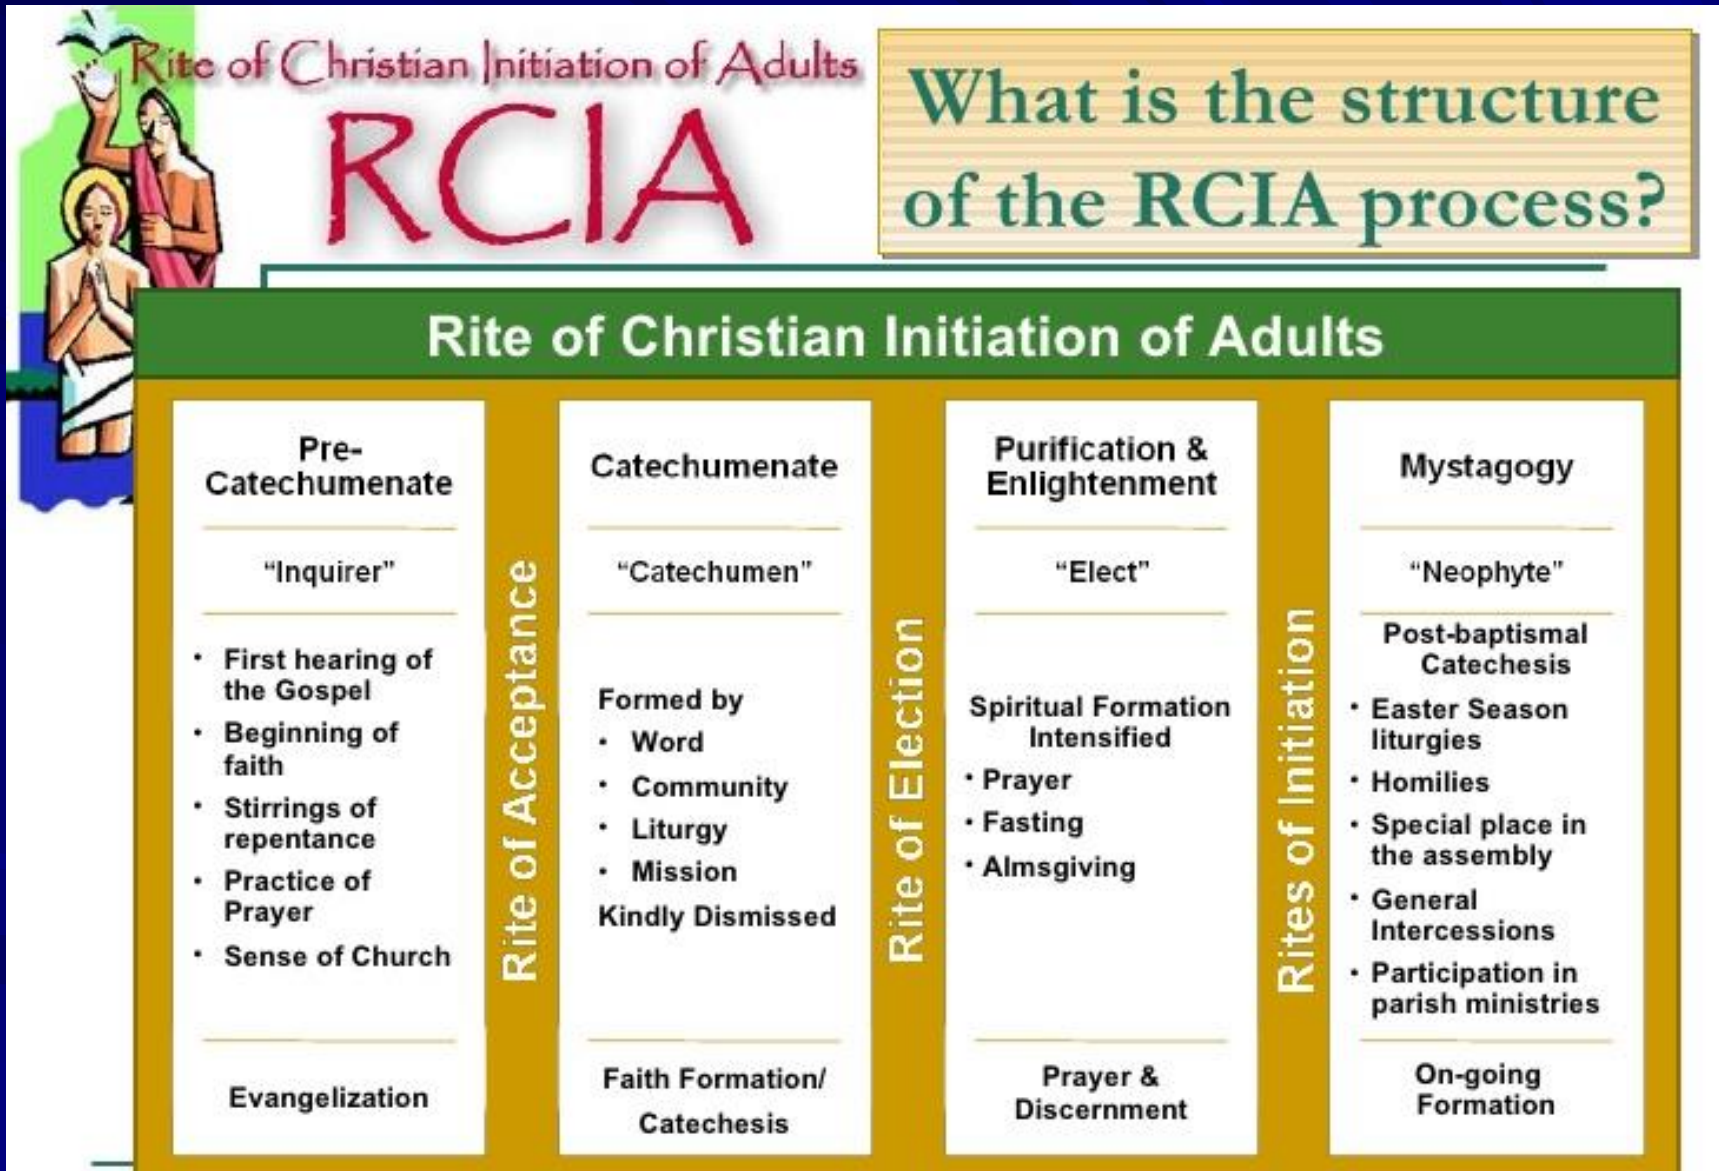 Rite of Christian Initiation of Adults
RCIA
What is the structure
of the RCIA process?
Rite of Christian Initiation of Adults
Pre-
Catechumenate
“Inquirer”
• First hearing of
the Gospel
• Beginning of
faith
• Stirrings of
repentance
• Practice of
Prayer
• Sense of Church
Evangelization
Rite of Acceptance
Catechumenate
“Catechumen”
Formed by
• Word
• Community
• Liturgy
• Mission
Kindly Dismissed
Faith Formation/
Catechesis
Rite of Election
Purification &
Enlightenment
“Elect”
Spiritual Formation
Intensified
• Prayer
• Fasting
• Almsgiving
Prayer &
Discernment
Rites of Initiation
Mystagogy
“Neophyte”
Post-baptismal
Catechesis
• Easter Season
liturgies
• Homilies
• Special place in
the assembly
• General
Intercessions
• Participation in
parish ministries
On-going
Formation